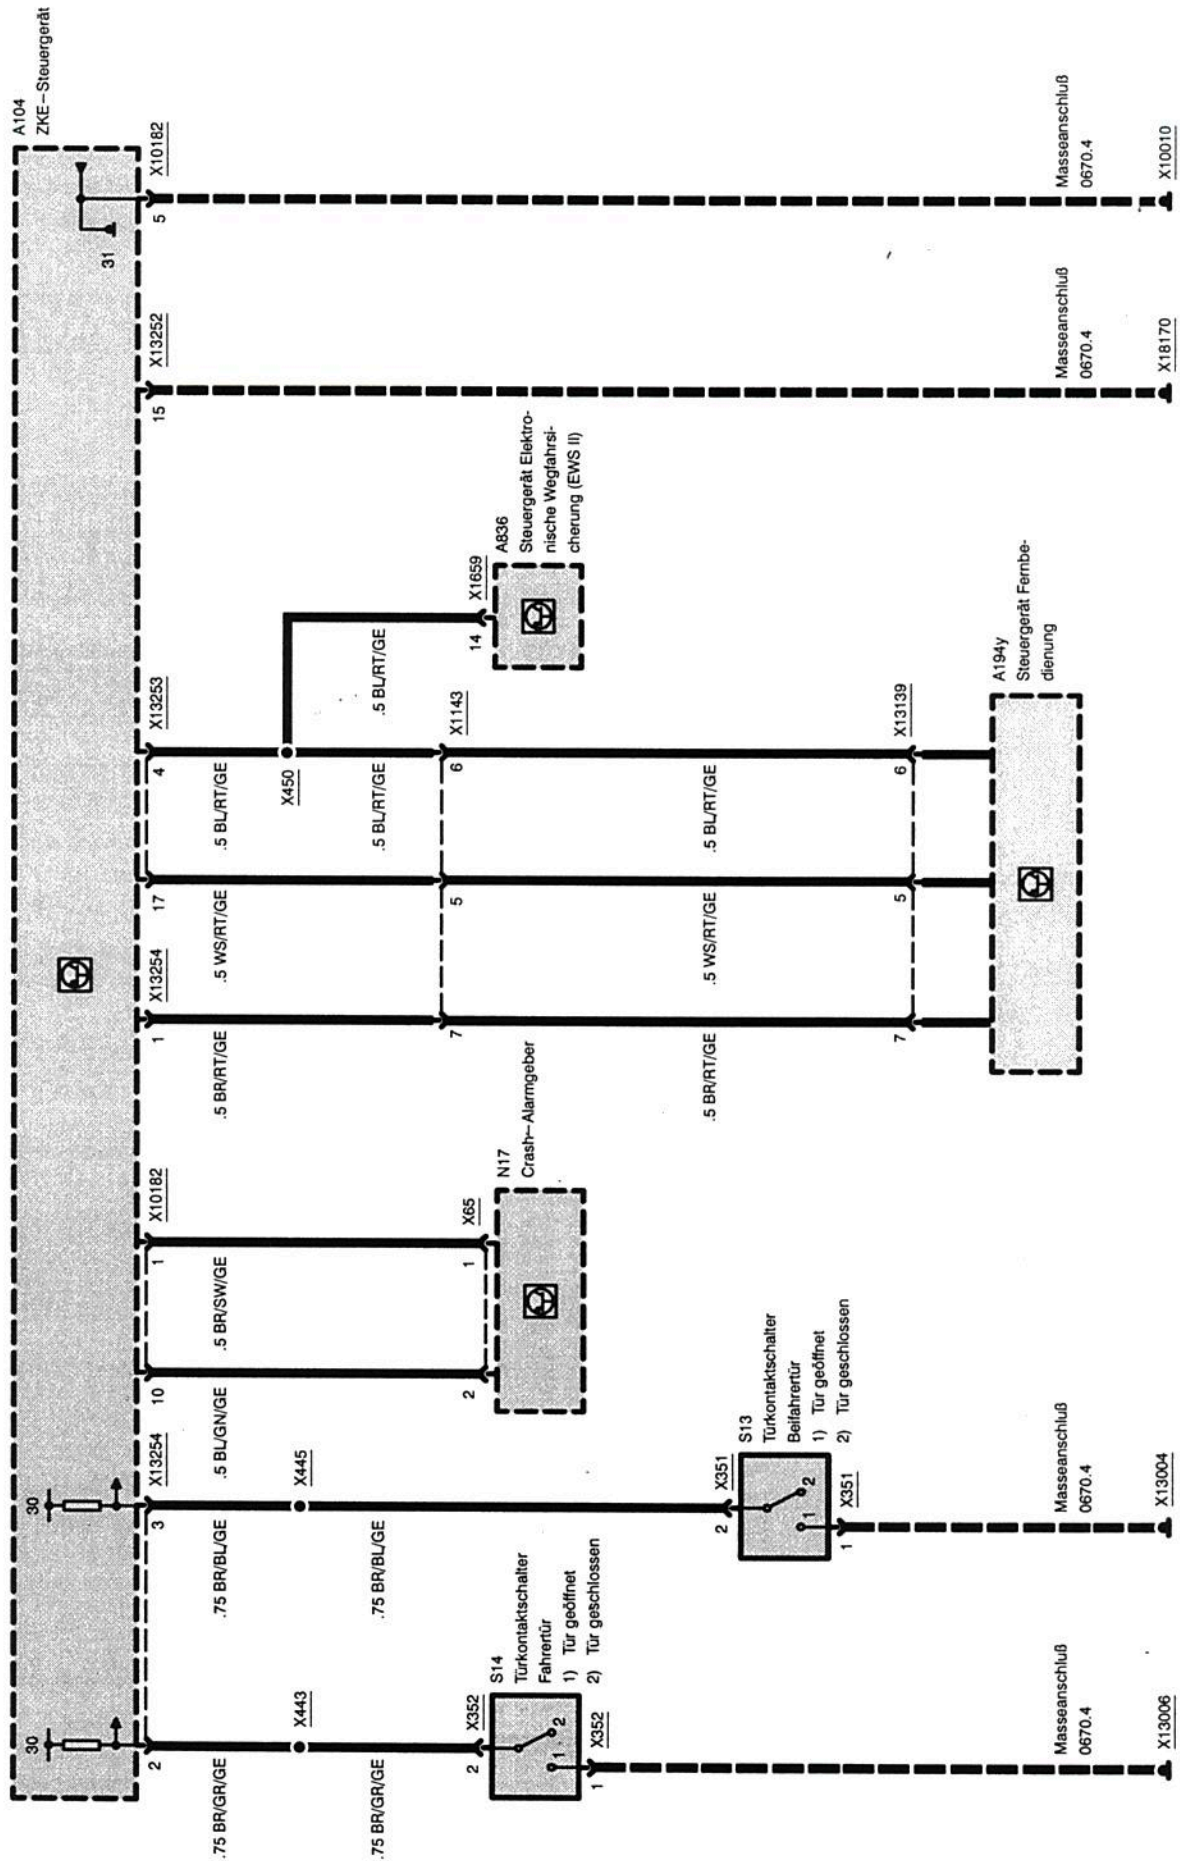 A104
ZKE–Steuergerät
30
30
31
2
3
X13254
10
1
X10182
1
X13254
17
4
X13253
15
X13252
5
X10182
.75 BR/GR/GE
.75 BR/BL/GE
.5 BL/GN/GE
.5 BR/SW/GE
.5 BR/RT/GE
.5 WS/RT/GE
.5 BL/RT/GE
X443
X445
X450
.75 BR/GR/GE
.75 BR/BL/GE
.5 BL/RT/GE
.5 BL/RT/GE
2
X352
2
1
X65
7
5
6
X1143
14
X1659
S14
Türkontaktschalter
Fahrertür
1) Tür geöffnet
2) Tür geschlossen
1
2
1
X352
N17
Crash–Alarmgeber
A836
Steuergerät Elektro-
nische Wegfahrsi-
cherung (EWS II)
.5 BR/RT/GE
.5 WS/RT/GE
.5 BL/RT/GE
2
X351
S13
Türkontaktschalter
Beifahrertür
1) Tür geöffnet
2) Tür geschlossen
1
2
1
X351
7
5
6
X13139
A194y
Steuergerät Fernbe-
dienung
Masseanschluß
0670.4
X13006
Masseanschluß
0670.4
X13004
Masseanschluß
0670.4
X18170
Masseanschluß
0670.4
X10010